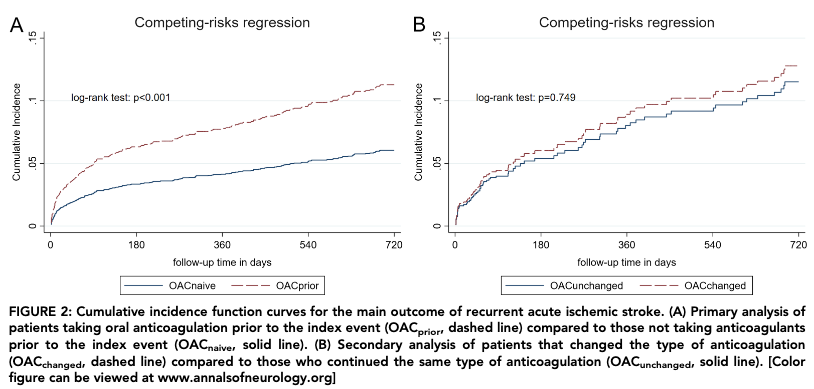 A
Competing-risks regression
.15
.1
.05
0
Cumulative Incidence
log-rank test: p<0.001
0 180 360 540 720
follow-up time in days
OACnaive OACprior
B
Competing-risks regression
.15
.1
.05
0
Cumulative Incidence
log-rank test: p=0.749
0 180 360 540 720
follow-up time in days
OACunchanged OACchanged
FIGURE 2: Cumulative incidence function curves for the main outcome of recurrent acute ischemic stroke. (A) Primary analysis of
patients taking oral anticoagulation prior to the index event (OACprior, dashed line) compared to those not taking anticoagulants
prior to the index event (OACnaive, solid line). (B) Secondary analysis of patients that changed the type of anticoagulation
(OACchanged, dashed line) compared to those who continued the same type of anticoagulation (OACunchanged, solid line). [Color
figure can be viewed at www.annalsofneurology.org]